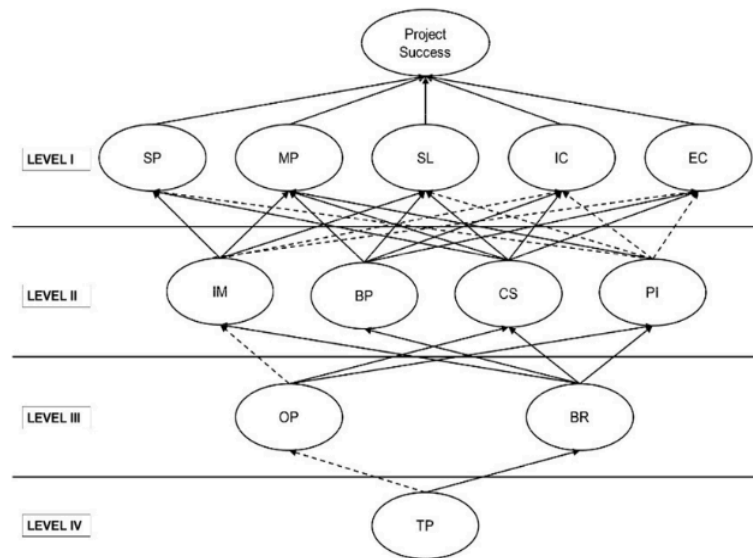 Project
Success
LEVEL I
SP
MP
SL
IC
EC
LEVEL II
IM
BP
CS
PI
LEVEL III
OP
BR
LEVEL IV
TP